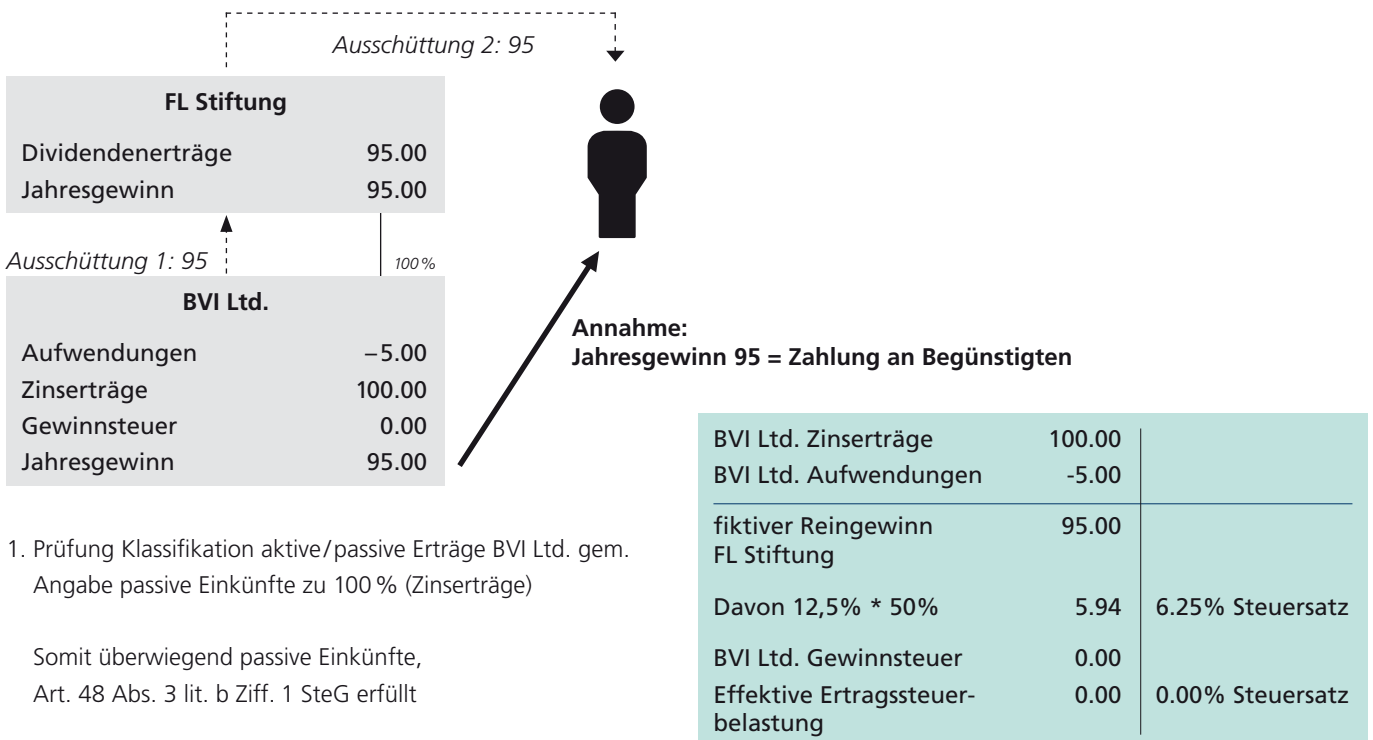 Ausschüttung 2: 95
FL Stiftung
Dividendenerträge 95.00
Jahresgewinn 95.00
Ausschüttung 1: 95
100 %
BVI Ltd.
Aufwendungen –5.00
Zinserträge 100.00
Gewinnsteuer 0.00
Jahresgewinn 95.00
Annahme:
Jahresgewinn 95 = Zahlung an Begünstigten
1. Prüfung Klassifikation aktive/passive Erträge BVI Ltd. gem.
Angabe passive Einkünfte zu 100 % (Zinserträge)
Somit überwiegend passive Einkünfte,
Art. 48 Abs. 3 lit. b Ziff. 1 SteG erfüllt
BVI Ltd. Zinserträge 100.00
BVI Ltd. Aufwendungen -5.00
fiktiver Reingewinn 95.00
FL Stiftung
Davon 12,5% * 50% 5.94 6.25% Steuersatz
BVI Ltd. Gewinnsteuer 0.00
Effektive Ertragssteuer- 0.00 0.00% Steuersatz
belastung